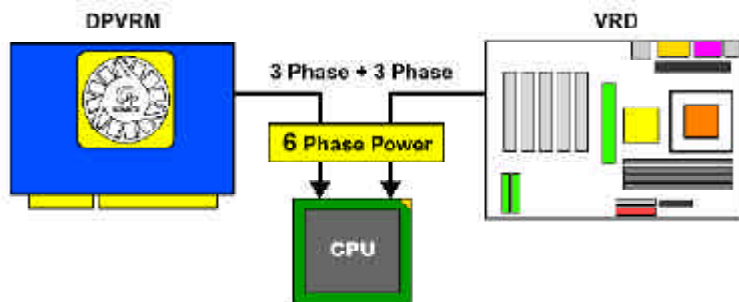 DPVRM
VRD
3 Phase + 3 Phase
6 Phase Power
CPU